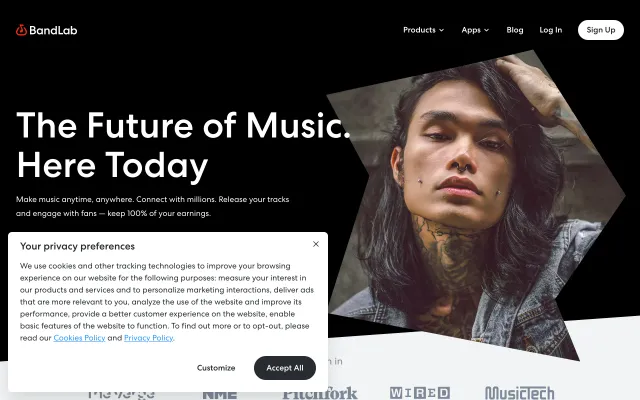 BandLab
Products
Apps
Blog
Log In
Sign Up
The Future of Music.
Here Today
Make music anytime, anywhere. Connect with millions. Release your tracks
and engage with fans — keep 100% of your earnings.
Your privacy preferences
We use cookies and other tracking technologies to improve your browsing
experience on our website for the following purposes: measure your interest in
our products and services and to personalize marketing interactions, deliver ads
that are more relevant to you, analyze the use of the website and improve its
performance, provide a better customer experience on the website, enable
basic features of the website to function. To find out more or to opt-out, please
read our Cookies Policy and Privacy Policy.
Customize
Accept All
in
NME
Pitchfork
WIRED
MusicTech